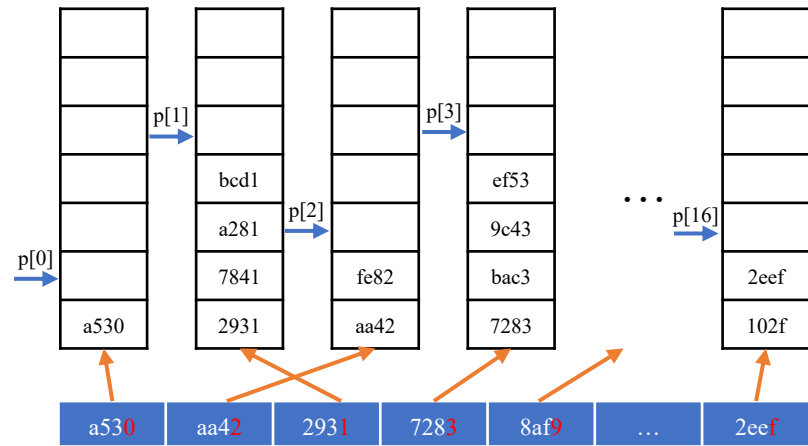 p[1] p[3]
bcd1 ef53
p[2] a281 9c43 … p[16]
p[0] 7841 fe82 bac3 2eef
a530 2931 aa42 7283 102f
a530 aa42 2931 7283 8af9 … 2eef